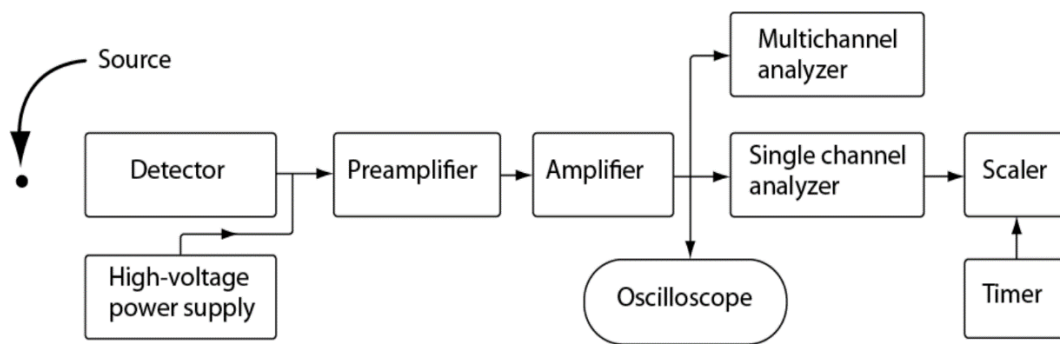 Source
Multichannel
analyzer
Detector
Preamplifier
Amplifier
Single channel
analyzer
Scaler
High-voltage
power supply
Oscilloscope
Timer